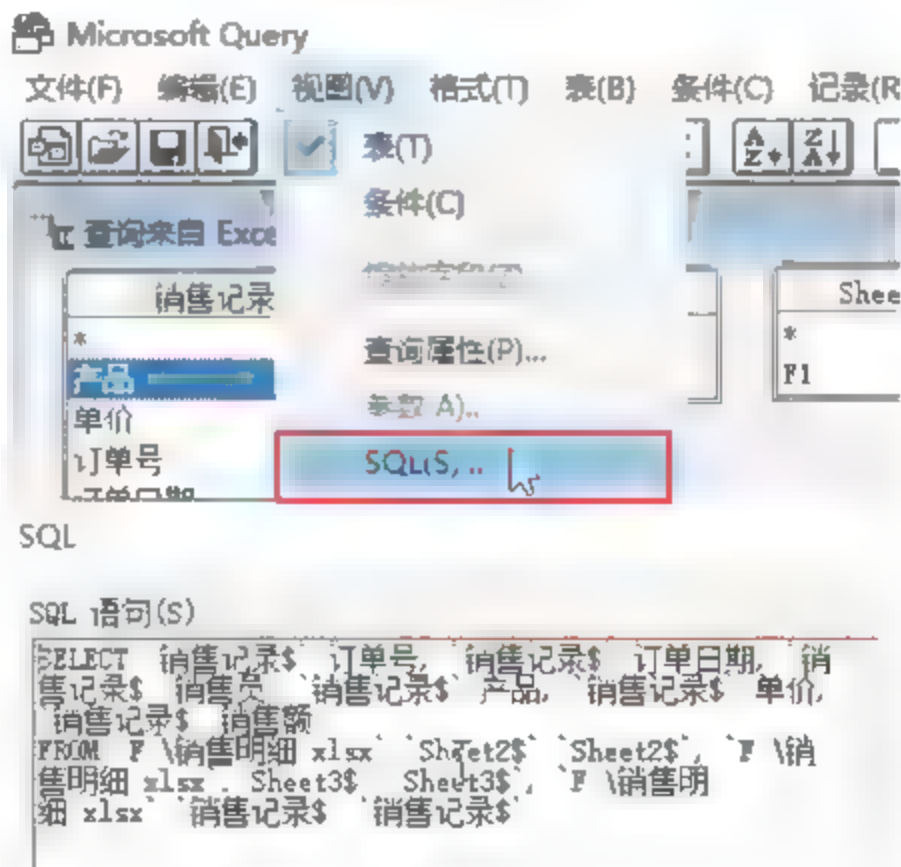 Microsoft Query
文件(F) 编辑(E) 视图(V) 格式(T) 表(B) 条件(C) 记录(R
表(T)
条件(C)
查询来自 Exce
销售记录
Shee
*
*
查询属性(P)...
产品
F1
参数 A)..
单价
订单号
SQL(S, ..
订单日期
SQL
SQL 语句(S)
SELECT `销售记录$` 订单号, `销售记录$` 订单日期, `销
售记录$` 销售员 `销售记录$` 产品, `销售记录$` 单价,
`销售记录$` 销售额
FROM `F \销售明细 xlsx` `Sheet2$` `Sheet2$`, `F \销
售明细 xlsx`. `Sheet3$` `Sheet3$`, `F \销售明
细 xlsx` `销售记录$` `销售记录$`